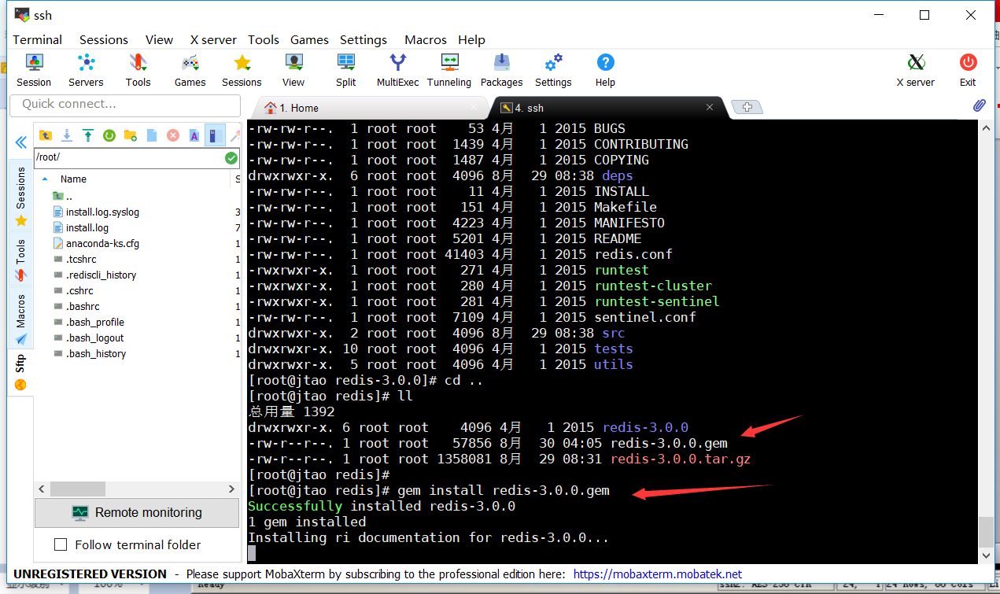 ssh
Terminal Sessions View X server Tools Games Settings Macros Help
Session Servers Tools Games Sessions View Split MultiExec Tunneling Packages Settings Help X server Exit
Quick connect...
1. Home
4. ssh
/root/
Name S
..
install.log.syslog 3
install.log 7
anaconda-ks.cfg 1
.tcshrc 1
.rediscli_history 1
.cshrc 1
.bashrc 1
.bash_profile 1
.bash_logout 1
.bash_history 1
Sessions
Tools
Macros
Sftp
Remote monitoring
Follow terminal folder
-rw-rw-r--. 1 root root 53 4月 1 2015 BUGS
-rw-rw-r--. 1 root root 1439 4月 1 2015 CONTRIBUTING
-rw-rw-r--. 1 root root 1487 4月 1 2015 COPYING
drwxrwxr-x. 6 root root 4096 8月 29 08:38 deps
-rw-rw-r--. 1 root root 11 4月 1 2015 INSTALL
-rw-rw-r--. 1 root root 151 4月 1 2015 Makefile
-rw-rw-r--. 1 root root 4223 4月 1 2015 MANIFESTO
-rw-rw-r--. 1 root root 5201 4月 1 2015 README
-rw-rw-r--. 1 root root 41403 4月 1 2015 redis.conf
-rwxrwxr-x. 1 root root 271 4月 1 2015 runtest
-rwxrwxr-x. 1 root root 280 4月 1 2015 runtest-cluster
-rwxrwxr-x. 1 root root 281 4月 1 2015 runtest-sentinel
-rw-rw-r--. 1 root root 7109 4月 1 2015 sentinel.conf
drwxrwxr-x. 2 root root 4096 8月 29 08:38 src
drwxrwxr-x. 10 root root 4096 4月 1 2015 tests
drwxrwxr-x. 5 root root 4096 4月 1 2015 utils
[root@jtao redis-3.0.0]# cd ..
[root@jtao redis]# ll
总用量 1392
drwxrwxr-x. 6 root root 4096 4月 1 2015 redis-3.0.0
-rw-r--r--. 1 root root 57856 8月 30 04:05 redis-3.0.0.gem
-rw-r--r--. 1 root root 1358081 8月 29 08:31 redis-3.0.0.tar.gz
[root@jtao redis]#
[root@jtao redis]# gem install redis-3.0.0.gem
Successfully installed redis-3.0.0
1 gem installed
Installing ri documentation for redis-3.0.0...
UNREGISTERED VERSION - Please support MobaXterm by subscribing to the professional edition here: https://mobaxterm.mobatek.net